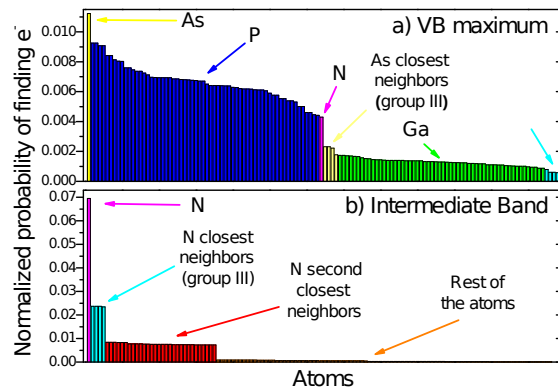 Normalized probability of finding e-
0.010
0.008
0.006
0.004
0.002
0.000
As
P
a) VB maximum
N
As closest
neighbors
(group III)
Ga
0.07
0.06
0.05
0.04
0.03
0.02
0.01
0.00
N
b) Intermediate Band
N closest
neighbors
(group III)
N second
closest
neighbors
Rest of
the atoms
Atoms